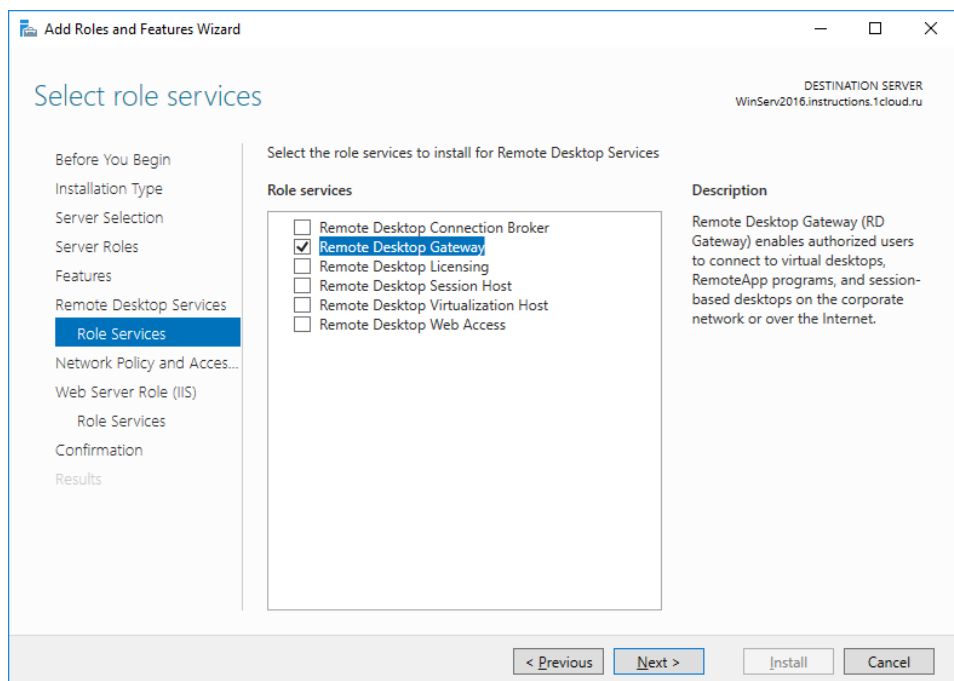 Add Roles and Features Wizard
Select role services
DESTINATION SERVER
WinServ2016.instructions.1cloud.ru
Before You Begin
Installation Type
Server Selection
Server Roles
Features
Remote Desktop Services
Role Services
Network Policy and Acces...
Web Server Role (IIS)
Role Services
Confirmation
Results
Select the role services to install for Remote Desktop Services
Role services
Remote Desktop Connection Broker
Remote Desktop Gateway
Remote Desktop Licensing
Remote Desktop Session Host
Remote Desktop Virtualization Host
Remote Desktop Web Access
Description
Remote Desktop Gateway (RD
Gateway) enables authorized users
to connect to virtual desktops,
RemoteApp programs, and session-
based desktops on the corporate
network or over the Internet.
< Previous
Next >
Install
Cancel